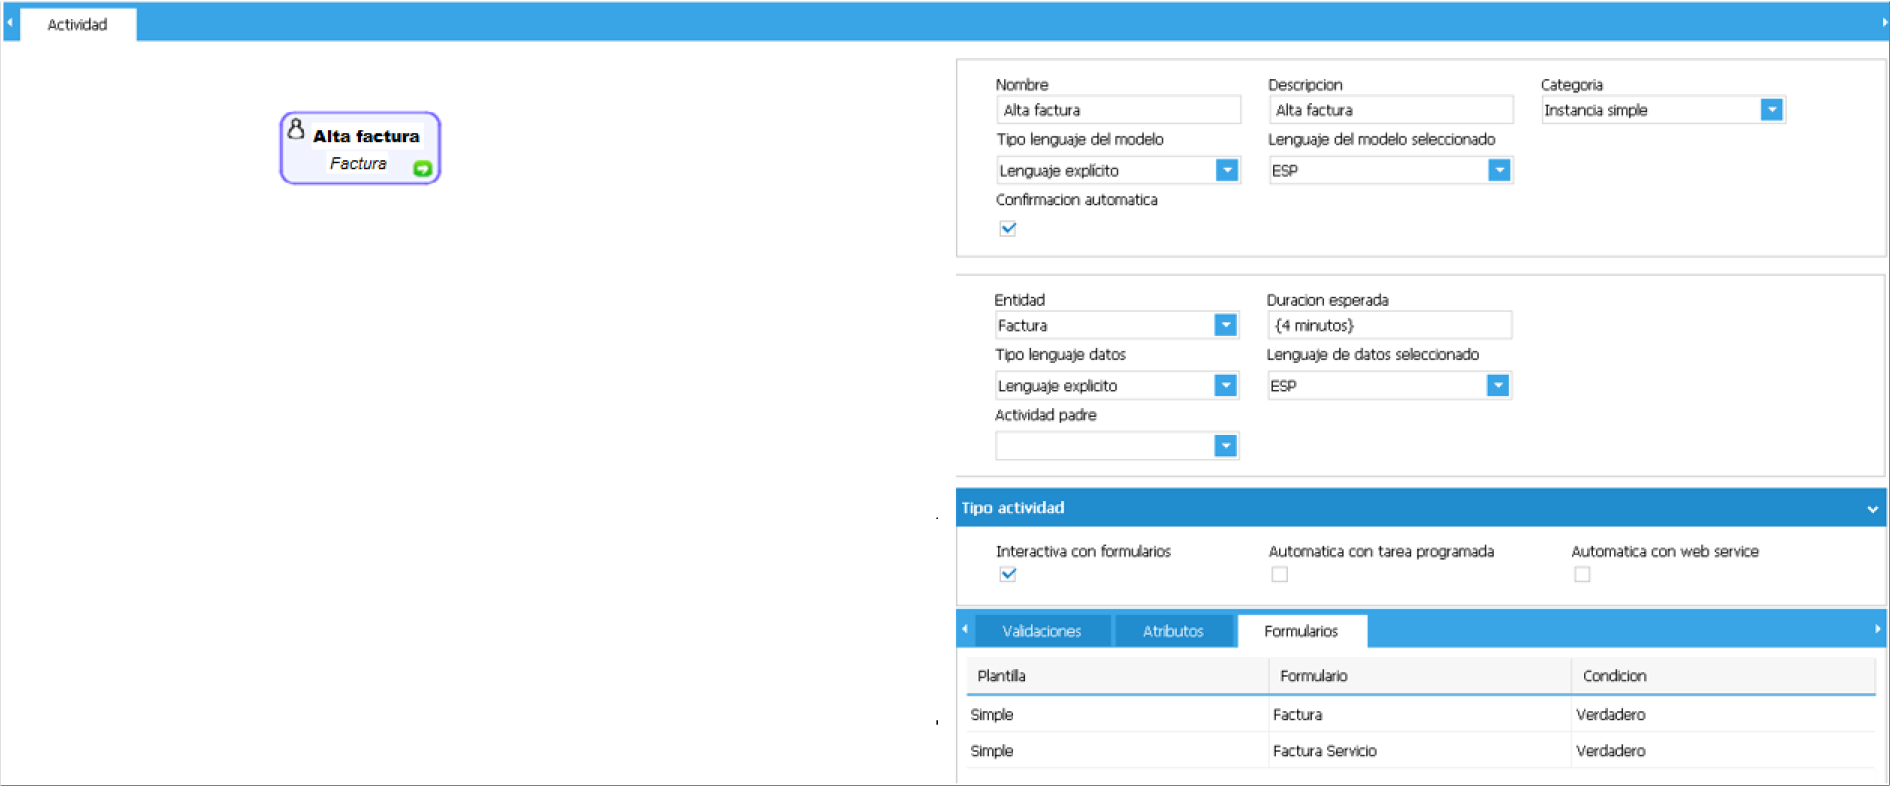 Actividad
Alta factura
Factura
Nombre Descripcion Categoria
Alta factura Alta factura Instancia simple
Tipo lenguaje del modelo Lenguaje del modelo seleccionado
Lenguaje explícito ESP
Confirmacion automatica
Entidad Duracion esperada
Factura {4 minutos}
Tipo lenguaje datos Lenguaje de datos seleccionado
Lenguaje explicito ESP
Actividad padre
Tipo actividad
Interactiva con formularios Automatica con tarea programada Automatica con web service
Validaciones Atributos Formularios
Plantilla Formulario Condicion
Simple Factura Verdadero
Simple Factura Servicio Verdadero